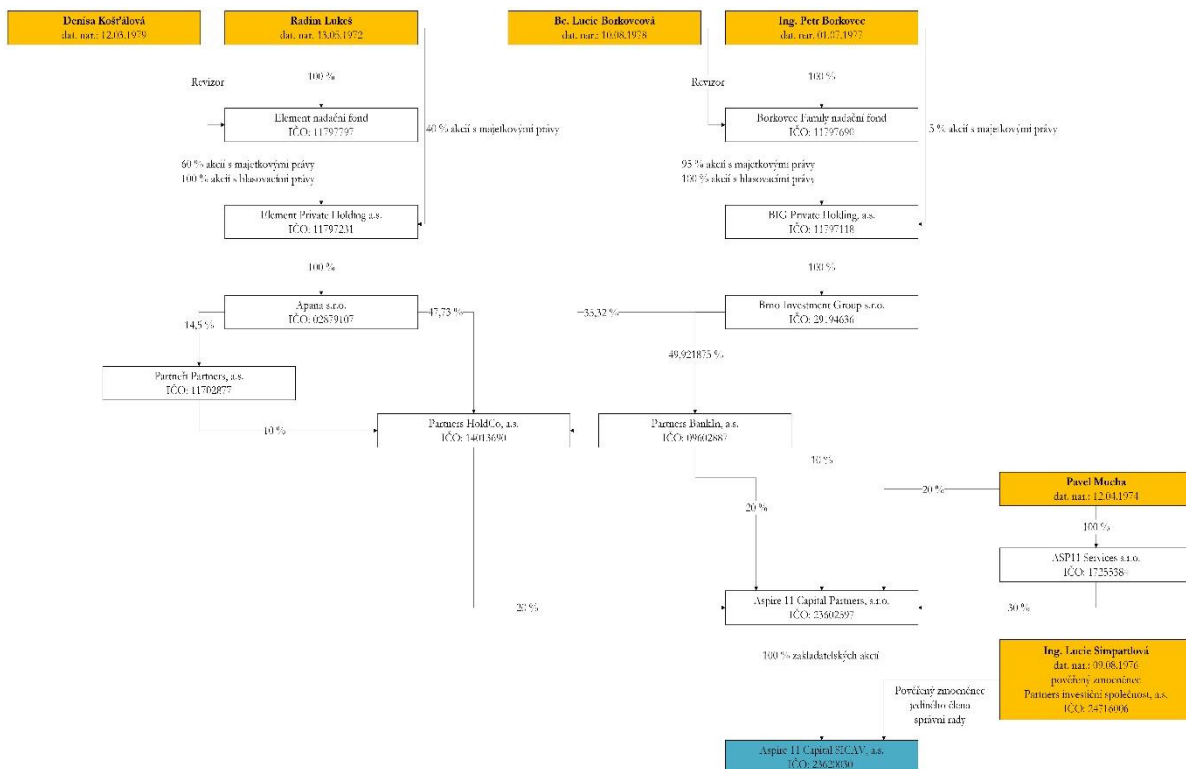 Denisa Košťálová
dat. nar.: 12.03.1979
Radim Lukeš
dat. nar. 13.05.1972
Bc. Lucie Borkovcová
dat. nar.: 10.08.1978
Ing. Petr Borkovec
dat. nar. 01.07.1977
Revizor
100 %
Revizor
100 %
Element nadační fond
IČO: 11797797
40 % akcií s majetkovými právy
Borkovec Family nadační fond
IČO: 11797690
5 % akcií s majetkovými právy
60 % akcií s majetkovými právy
100 % akcií s hlasovacími právy
95 % akcií s majetkovými právy
100 % akcií s hlasovacími právy
Element Private Holding a.s.
IČO: 11797231
BIG Private Holding, a.s.
IČO: 11797118
100 %
100 %
Apana s.r.o.
IČO: 02879107
Brno Investment Group s.r.o.
IČO: 29194636
14,5 %
47,73 %
33,32 %
49,921875 %
Partneři Partners, a.s.
IČO: 11702877
10 %
Partners HoldCo, a.s.
IČO: 14013690
Partners BankIn, a.s.
IČO: 09602887
10 %
20 %
Pavel Mucha
dat. nar.: 12.04.1974
20 %
100 %
ASP11 Services s.r.o.
Aspire 11 Capital Partners, s.r.o.
IČO: 23602397
20 %
30 %
100 % zakladatelských akcií
Ing. Lucie Simpartlová
dat. nar.: 09.08.1976
pověřený zmocněnec
Partners investiční společnost, a.s.
IČO: 24716006
Pověřený zmocněnec
jediného člena
správní rady
Aspire 11 Capital SICAV, a.s.